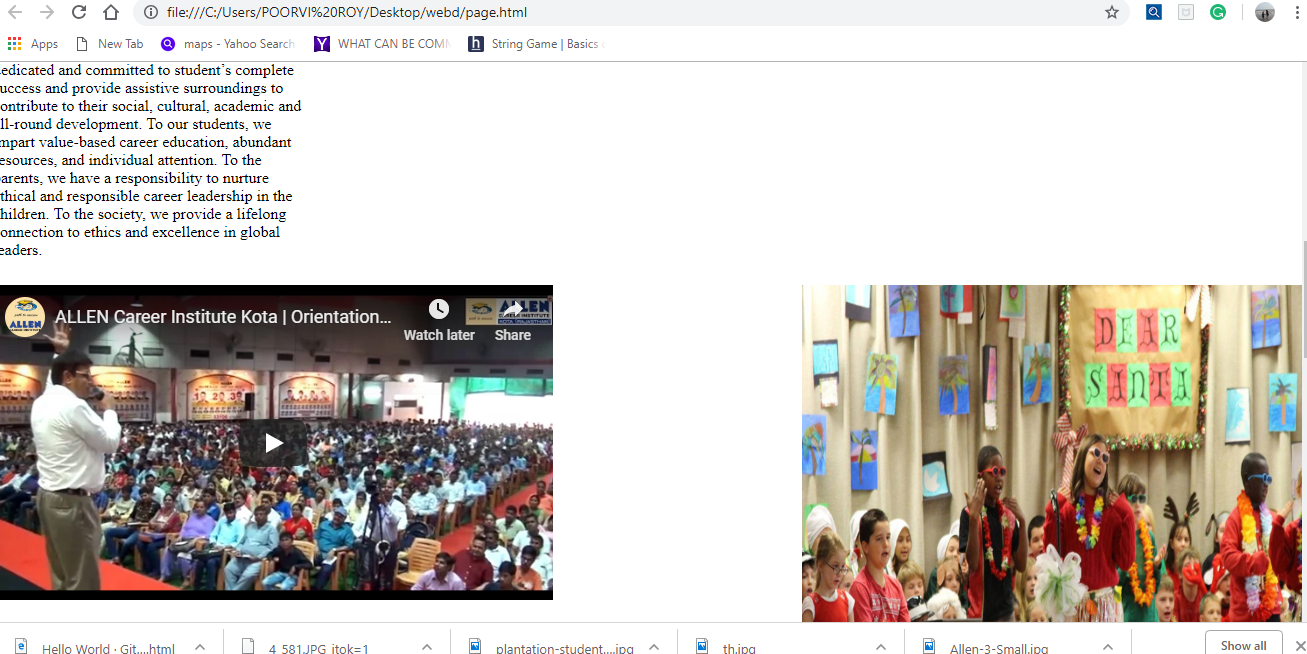 file:///C:/Users/POORVI%20ROY/Desktop/webd/page.html
Apps
New Tab
maps - Yahoo Search
WHAT CAN BE COM
String Game | Basics
edicated and committed to student’s complete
uccess and provide assistive surroundings to
ontribute to their social, cultural, academic and
ll-round development. To our students, we
mpart value-based career education, abundant
esources, and individual attention. To the
arents, we have a responsibility to nurture
thical and responsible career leadership in the
hildren. To the society, we provide a lifelong
onnection to ethics and excellence in global
eaders.
ALLEN
ALLEN Career Institute Kota | Orientation...
Watch later
Share
DEAR
SANTA
Hello World · Git....html
4_581.JPG_itok=1
plantation-student....jpg
th.jpg
Allen-3-Small.jpg
Show all